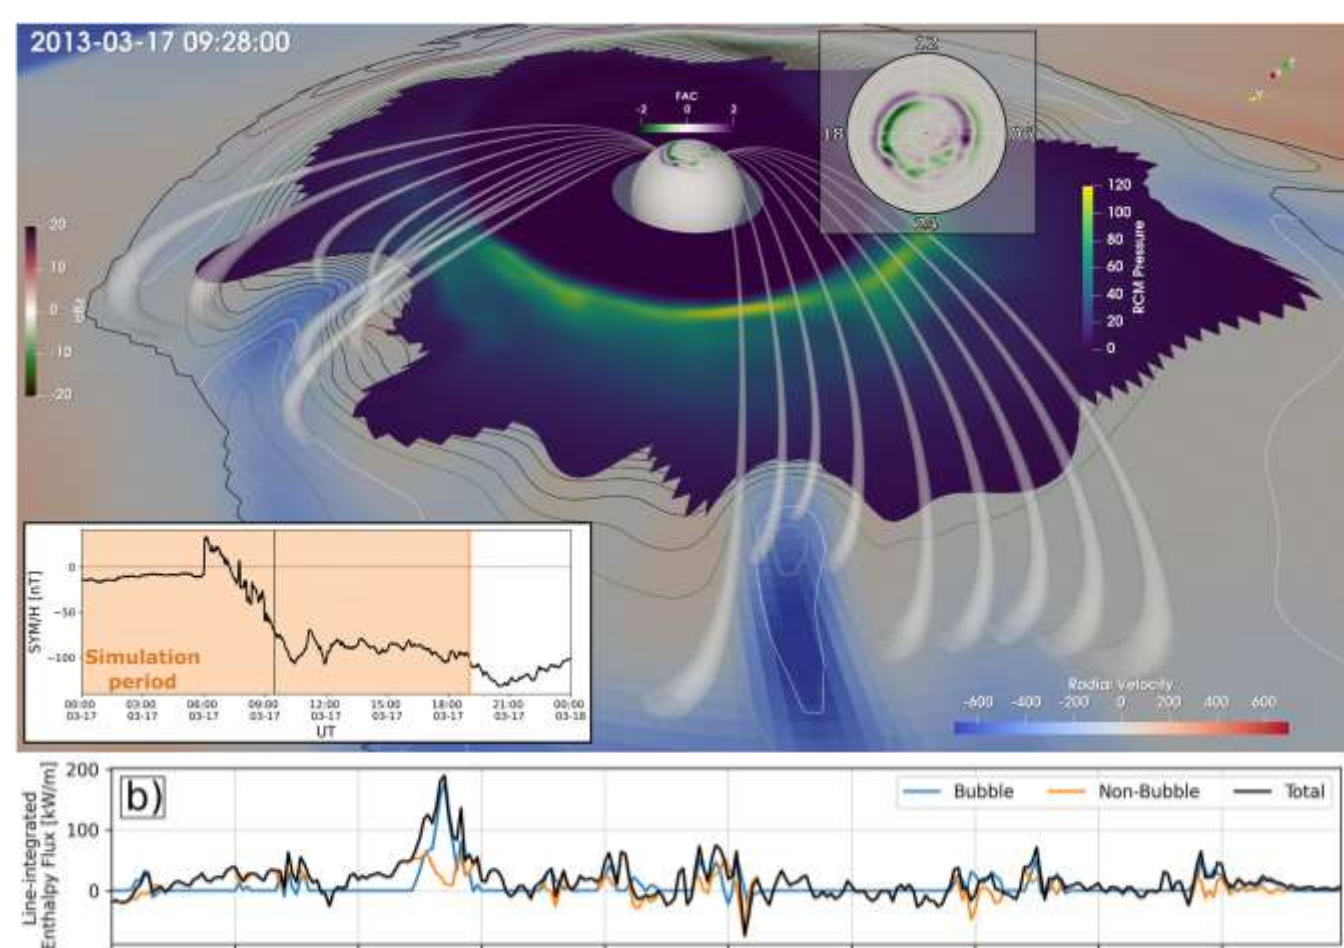 2013-03-17 09:28:00
FAC
-2 0 2
12
18
06
24
20
10
0
-10
-20
dBz
120
100
80
60
40
20
0
RCM Pressure
Y
SYM/H [nT]
0
−50
−100
Simulation
period
00:00 03:00 06:00 09:00 12:00 15:00 18:00 21:00 00:00
03-17 03-17 03-17 03-17 03-17 03-17 03-17 03-17 03-18
UT
Radial Velocity
-600 -400 -200 0 200 400 600
Line-integrated
Enthalpy Flux [kW/m]
200
100
0
b)
Bubble Non-Bubble Total